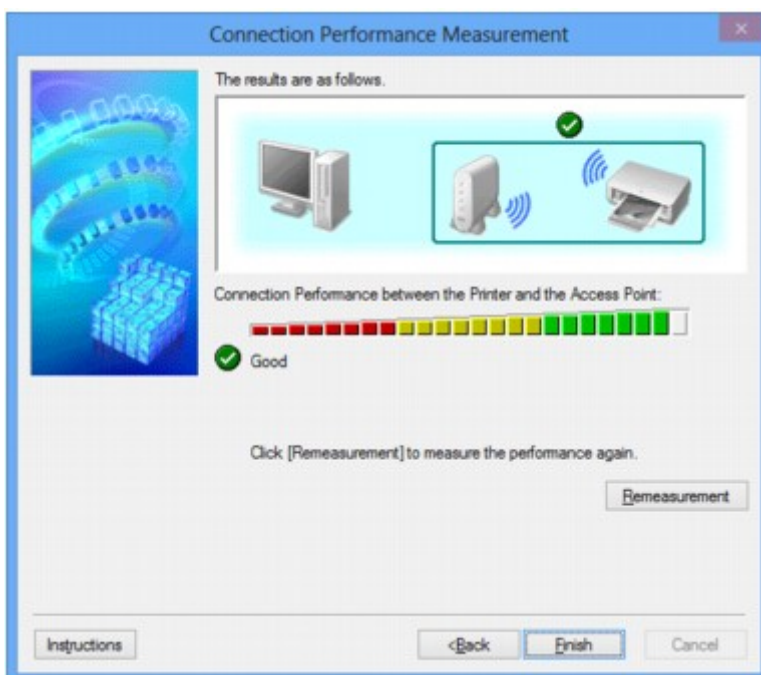 Connection Performance Measurement
The results are as follows.
Connection Performance between the Printer and the Access Point:
Good
Click [Remeasurement] to measure the performance again.
Remeasurement
Instructions
<Back
Finish
Cancel